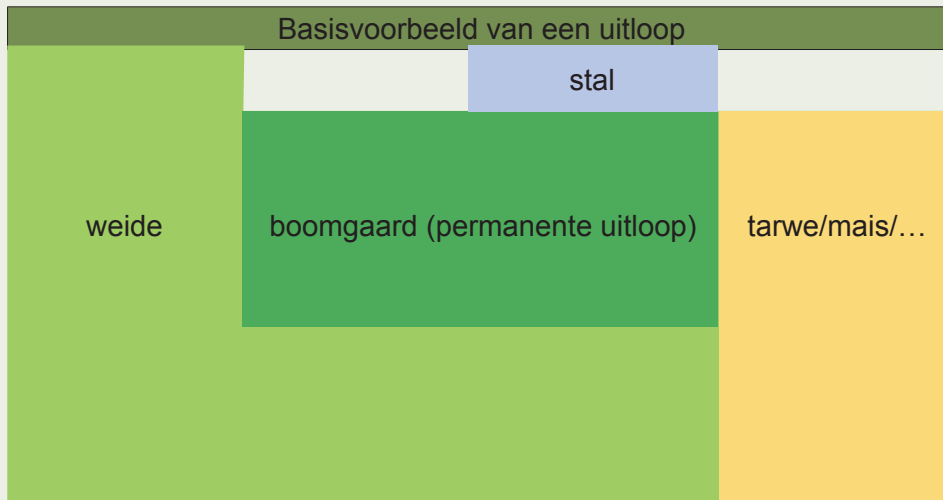 Basisvoorbeeld van een uitloop
stal
weide
boomgaard (permanente uitloop)
tarwe/mais/…